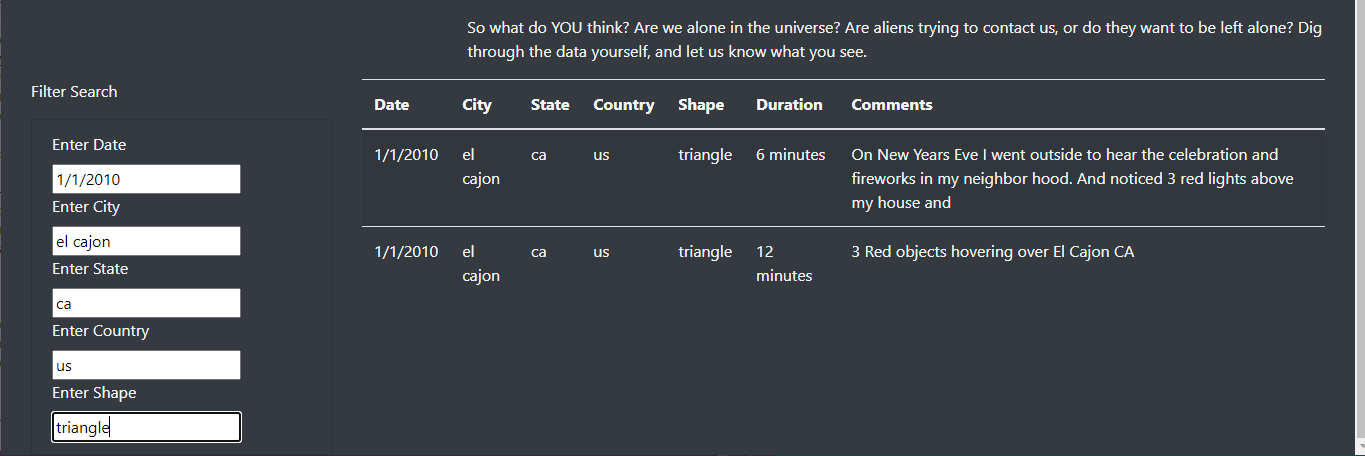 So what do YOU think? Are we alone in the universe? Are aliens trying to contact us, or do they want to be left alone? Dig
through the data yourself, and let us know what you see.
Filter Search
Enter Date
1/1/2010
Enter City
el cajon
Enter State
ca
Enter Country
us
Enter Shape
triangle
Date City State Country Shape Duration Comments
1/1/2010 el ca us triangle 6 minutes On New Years Eve I went outside to hear the celebration and
cajon fireworks in my neighbor hood. And noticed 3 red lights above
my house and
1/1/2010 el ca us triangle 12 3 Red objects hovering over El Cajon CA
cajon minutes